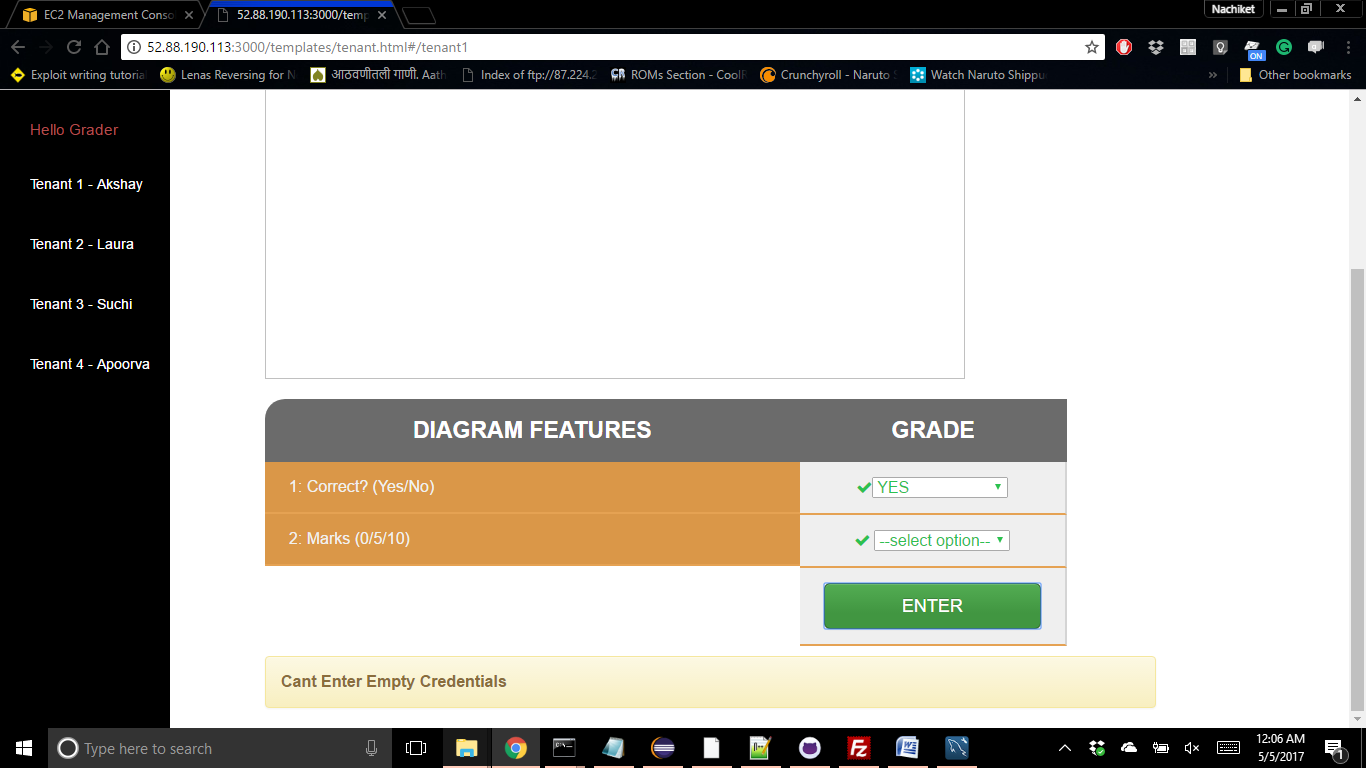 Nachiket
EC2 Management Conso
52.88.190.113:3000/temp
52.88.190.113:3000/templates/tenant.html#/tenant1
ON
Exploit writing tutoria
Lenas Reversing for N
आठवणीतली गाणी. Aath
Index of ftp://87.224.2
ROMs Section - CoolR
Crunchyroll - Naruto S
Watch Naruto Shippu
»
Other bookmarks
Hello Grader
Tenant 1 - Akshay
Tenant 2 - Laura
Tenant 3 - Suchi
Tenant 4 - Apoorva
DIAGRAM FEATURES GRADE
1: Correct? (Yes/No) YES
2: Marks (0/5/10) --select option--
ENTER
Cant Enter Empty Credentials
Type here to search
12:06 AM
5/5/2017
1